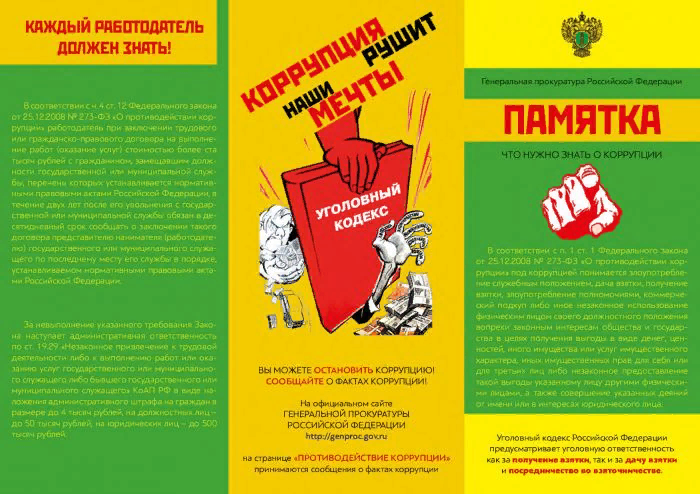 КАЖДЫЙ РАБОТОДАТЕЛЬ
ДОЛЖЕН ЗНАТЬ!
В соответствии с ч. 4 ст. 12 Федерального закона
от 25.12.2008 № 273-ФЗ «О противодействии кор-
рупции» работодатель при заключении трудового
или гражданско-правового договора на выполне-
ние работ (оказание услуг) стоимостью более ста
тысяч рублей с гражданином, замещавшим долж-
ности государственной или муниципальной служ-
бы, перечень которых устанавливается норматив-
ными правовыми актами Российской Федерации, в
течение двух лет после его увольнения с государ-
ственной или муниципальной службы обязан в де-
сятидневный срок сообщать о заключении такого
договора представителю нанимателя (работодате-
лю) государственного или муниципального служа-
щего по последнему месту его службы в порядке,
устанавливаемом нормативными правовыми акта-
ми Российской Федерации.
За невыполнение указанного требования Зако-
на наступает административная ответственность
по ст. 19.29 «Незаконное привлечение к трудовой
деятельности либо к выполнению работ или ока-
занию услуг государственного или муниципально-
го служащего либо бывшего государственного или
муниципального служащего» КоАП РФ в виде на-
ложения административного штрафа на граждан в
размере до 4 тысяч рублей, на должностных лиц –
до 50 тысяч рублей, на юридических лиц – до 500
тысяч рублей.
КОРРУПЦИЯ
РУШИТ
НАШИ
МЕЧТЫ
УГОЛОВНЫЙ
КОДЕКС
ВЫ МОЖЕТЕ ОСТАНОВИТЬ КОРРУПЦИЮ!
СООБЩАЙТЕ О ФАКТАХ КОРРУПЦИИ!
На официальном сайте
ГЕНЕРАЛЬНОЙ ПРОКУРАТУРЫ
РОССИЙСКОЙ ФЕДЕРАЦИИ
http://genproc.gov.ru
на странице «ПРОТИВОДЕЙСТВИЕ КОРРУПЦИИ»
принимаются сообщения о фактах коррупции
Генеральная прокуратура Российской Федерации
ПАМЯТКА
ЧТО НУЖНО ЗНАТЬ О КОРРУПЦИИ
В соответствии с п. 1 ст. 1 Федерального закона
от 25.12.2008 № 273-ФЗ «О противодействии кор-
рупции» под коррупцией понимается злоупотребле-
ние служебным положением, дача взятки, получение
взятки, злоупотребление полномочиями, коммерче-
ский подкуп либо иное незаконное использование
физическим лицом своего должностного положения
вопреки законным интересам общества и государ-
ства в целях получения выгоды в виде денег, цен-
ностей, иного имущества или услуг имущественного
характера, иных имущественных прав для себя или
для третьих лиц либо незаконное предоставление
такой выгоды указанному лицу другими физически-
ми лицами, а также совершение указанных деяний
от имени или в интересах юридического лица.
Уголовный кодекс Российской Федерации
предусматривает уголовную ответственность
как за получение взятки, так и за дачу взятки
и посредничество во взяточничестве.